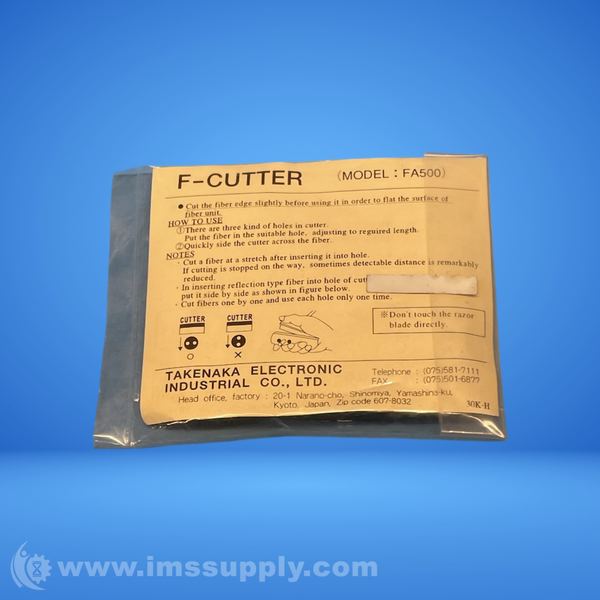 F-CUTTER (MODEL : FA500)
● Cut the fiber edge slightly before using it in order to flat the surface of
fiber unit.
HOW TO USE
①There are three kind of holes in cutter.
Put the fiber in the suitable hole, adjusting to reguired length.
②Quickly side the cutter across the fiber.
NOTES
· Cut a fiber at a stretch after inserting it into hole.
If cutting is stopped on the way, sometimes detectable distance is remarkably
reduced.
· In inserting reflection type fiber into hole of cut
put it side by side as shown in figure below.
· Cut fibers one by one and use each hole only one time.
CUTTER CUTTER
○ ×
※Don't touch the razor
blade directly.
TAKENAKA ELECTRONIC
INDUSTRIAL CO., LTD.
Telephone : (075)581-7111
FAX : (075)501-6877
Head office, factory : 20-1 Narano-cho, Shinomiya, Yamashina-ku,
Kyoto, Japan, Zip code 607-8032
30K-H
www.imssupply.com